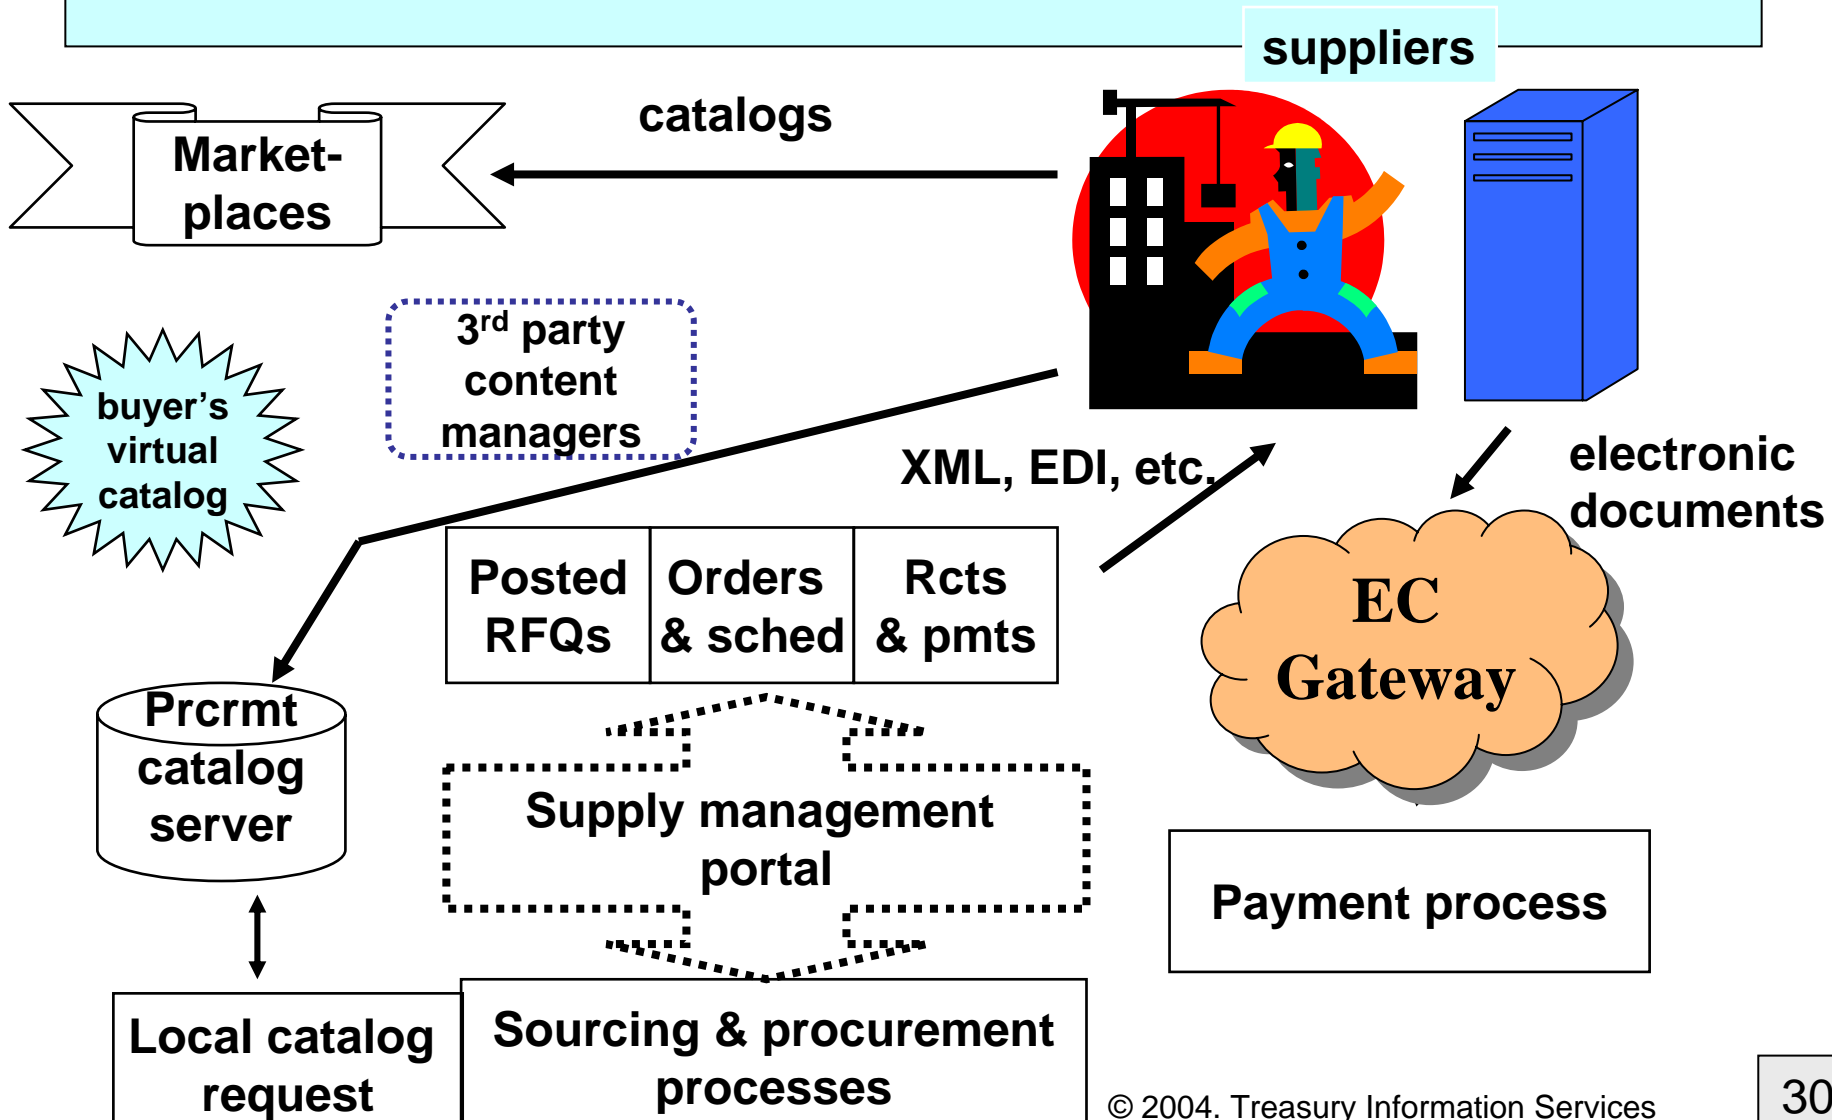 suppliers
catalogs
Market-
places
3rd party
content
managers
buyer's
virtual
catalog
XML, EDI, etc.
electronic
documents
Posted
RFQs
Orders
& sched
Rcts
& pmts
EC
Gateway
Prcrmt
catalog
server
Supply management
portal
Payment process
Local catalog
request
Sourcing & procurement
processes
© 2004. Treasury Information Services
30